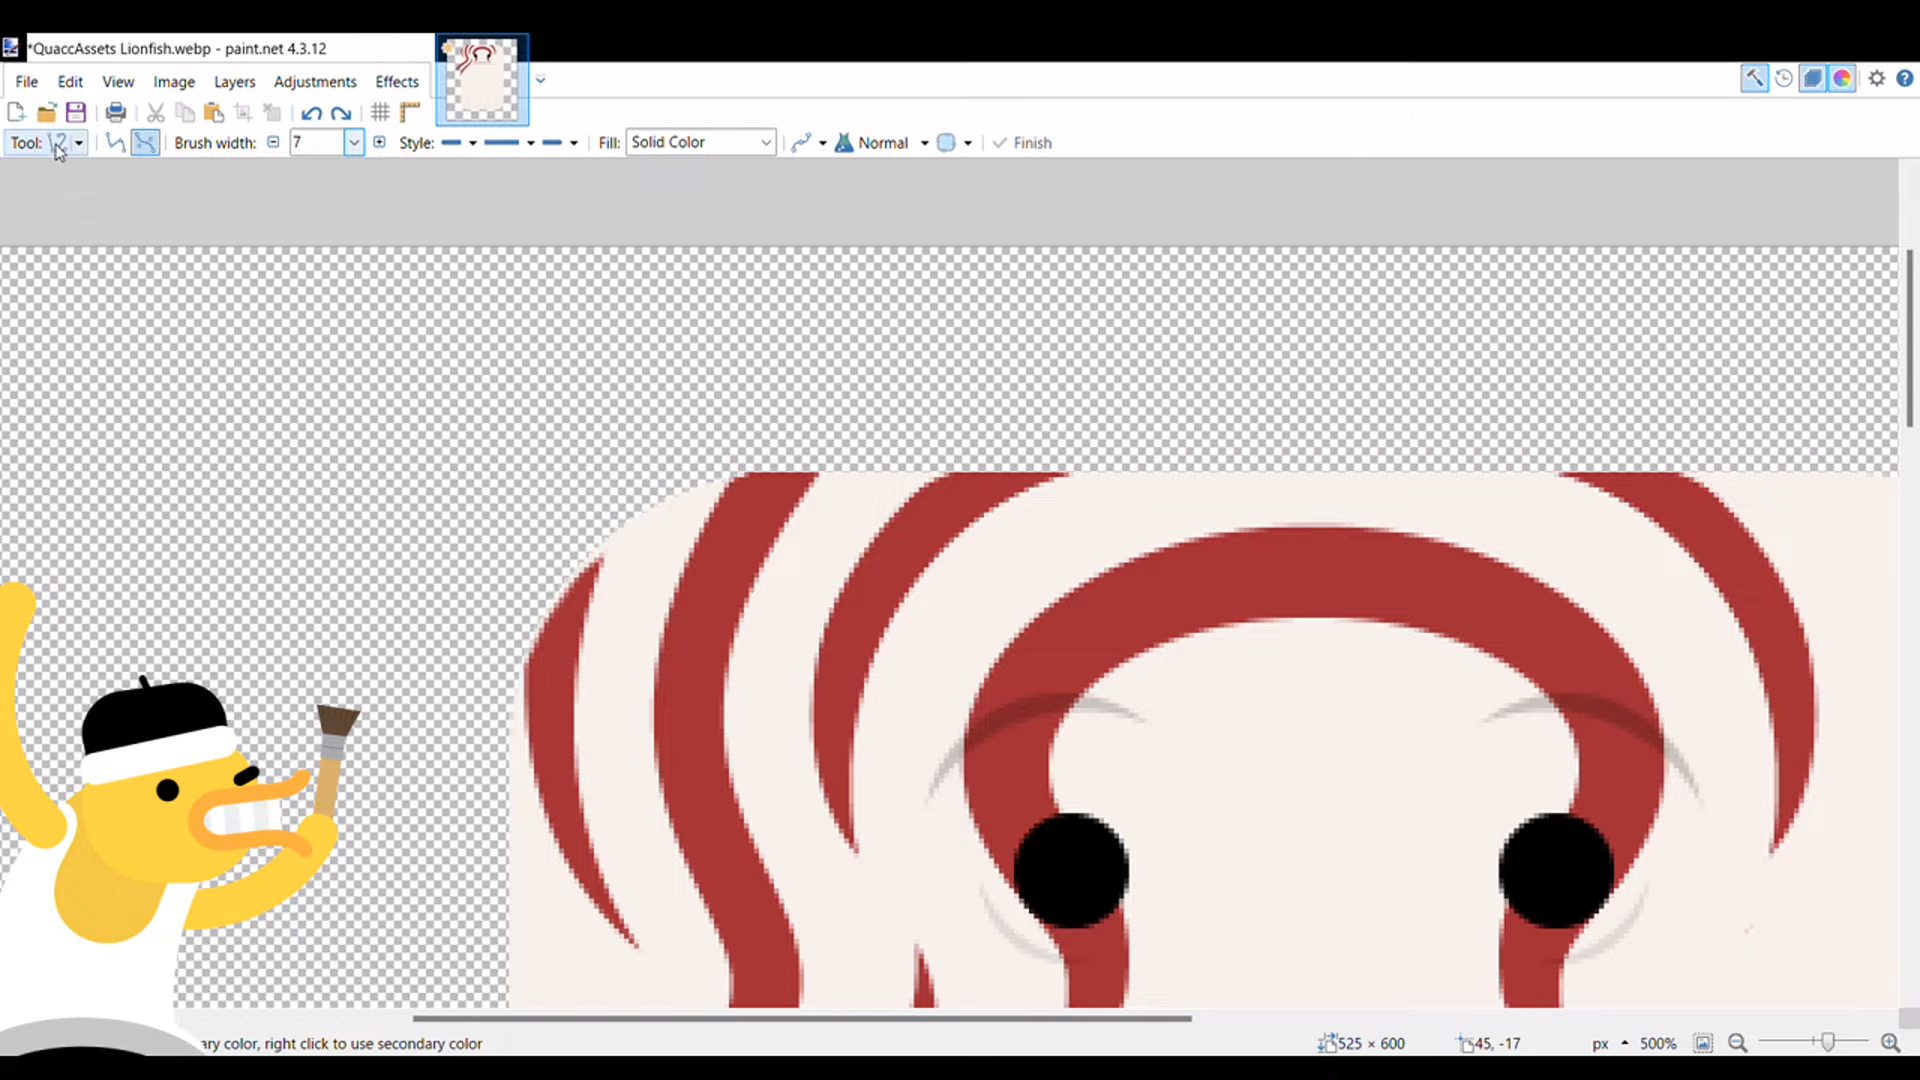 *QuaccAssets Lionfish.webp - paint.net 4.3.12
File Edit View Image Layers Adjustments Effects
Tool: Brush width: 7 Style: Fill: Solid Color Normal Finish
ary color, right click to use secondary color 525 × 600 45, -17 px 500%